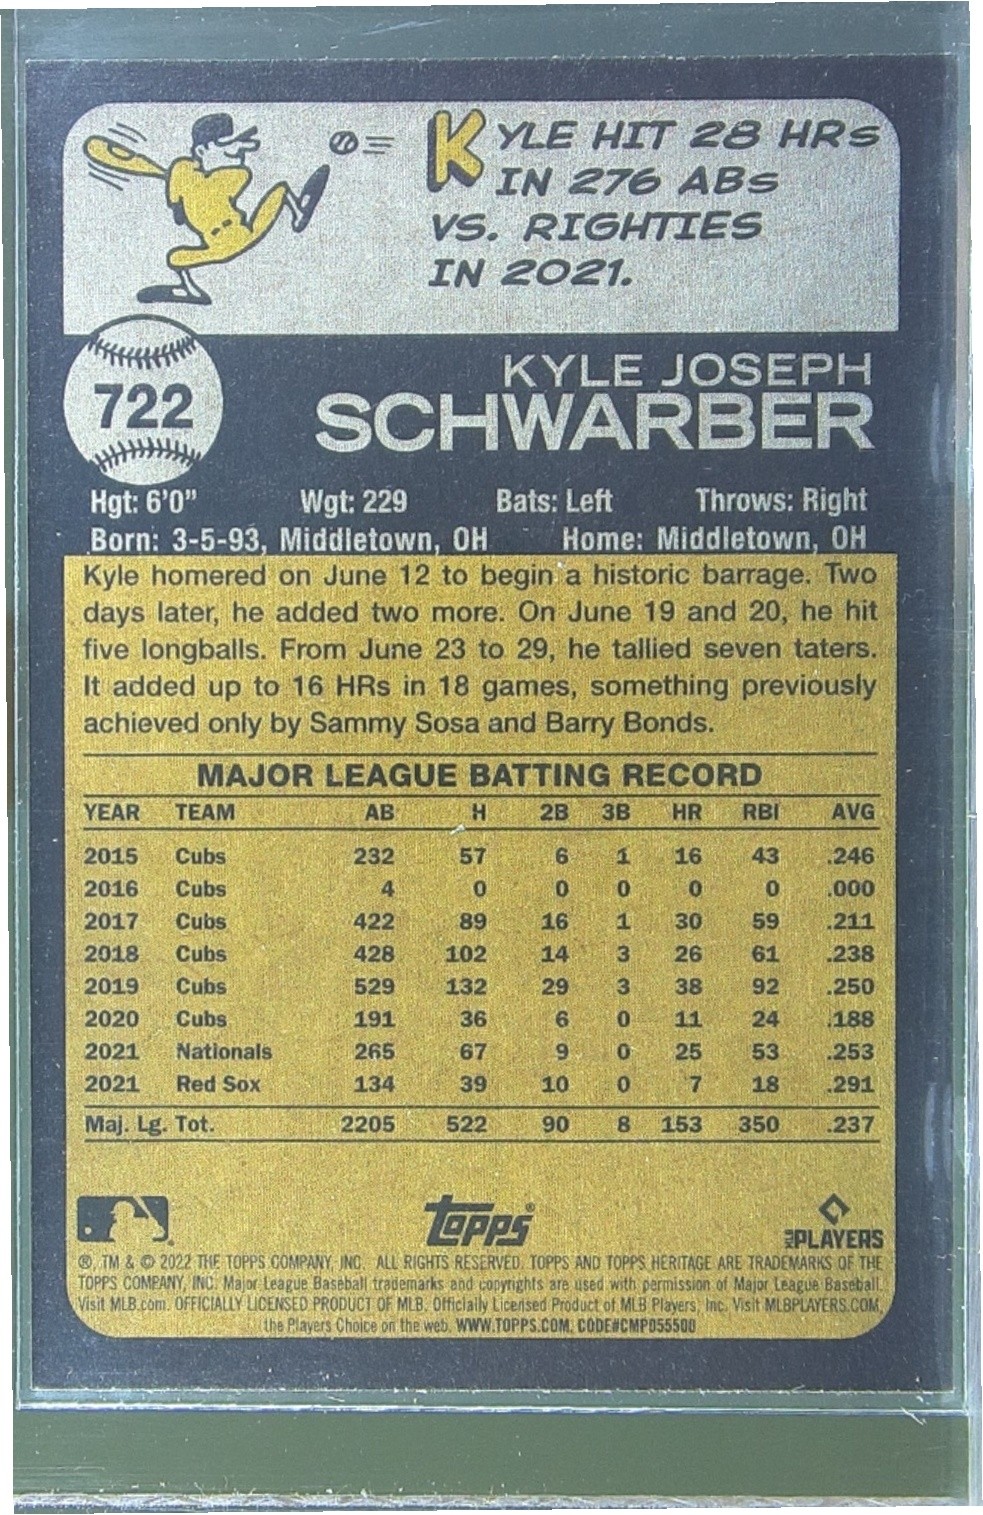 KYLE HIT 28 HRs
IN 276 ABs
VS. RIGHTIES
IN 2021.
722
KYLE JOSEPH
SCHWARBER
Hgt: 6'0" Wgt: 229 Bats: Left Throws: Right
Born: 3-5-93, Middletown, OH Home: Middletown, OH
Kyle homered on June 12 to begin a historic barrage. Two
days later, he added two more. On June 19 and 20, he hit
five longballs. From June 23 to 29, he tallied seven taters.
It added up to 16 HRs in 18 games, something previously
achieved only by Sammy Sosa and Barry Bonds.
MAJOR LEAGUE BATTING RECORD
YEAR TEAM AB H 2B 3B HR RBI AVG
2015 Cubs 232 57 6 1 16 43 .246
2016 Cubs 4 0 0 0 0 0 .000
2017 Cubs 422 89 16 1 30 59 .211
2018 Cubs 428 102 14 3 26 61 .238
2019 Cubs 529 132 29 3 38 92 .250
2020 Cubs 191 36 6 0 11 24 .188
2021 Nationals 265 67 9 0 25 53 .253
2021 Red Sox 134 39 10 0 7 18 .291
Maj. Lg. Tot. 2205 522 90 8 153 350 .237
Topps® MLB PLAYERS
®, TM & © 2022 THE TOPPS COMPANY, INC. ALL RIGHTS RESERVED. TOPPS AND TOPPS HERITAGE ARE TRADEMARKS OF THE
TOPPS COMPANY, INC. Major League Baseball trademarks and copyrights are used with permission of Major League Baseball.
Visit MLB.com. OFFICIALLY LICENSED PRODUCT OF MLB. Officially Licensed Product of MLB Players, Inc. Visit MLBPLAYERS.COM,
the Players Choice on the web. WWW.TOPPS.COM. CODE#CMP055500